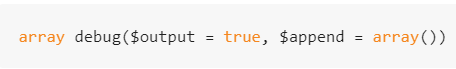 array debug($output = true, $append = array())